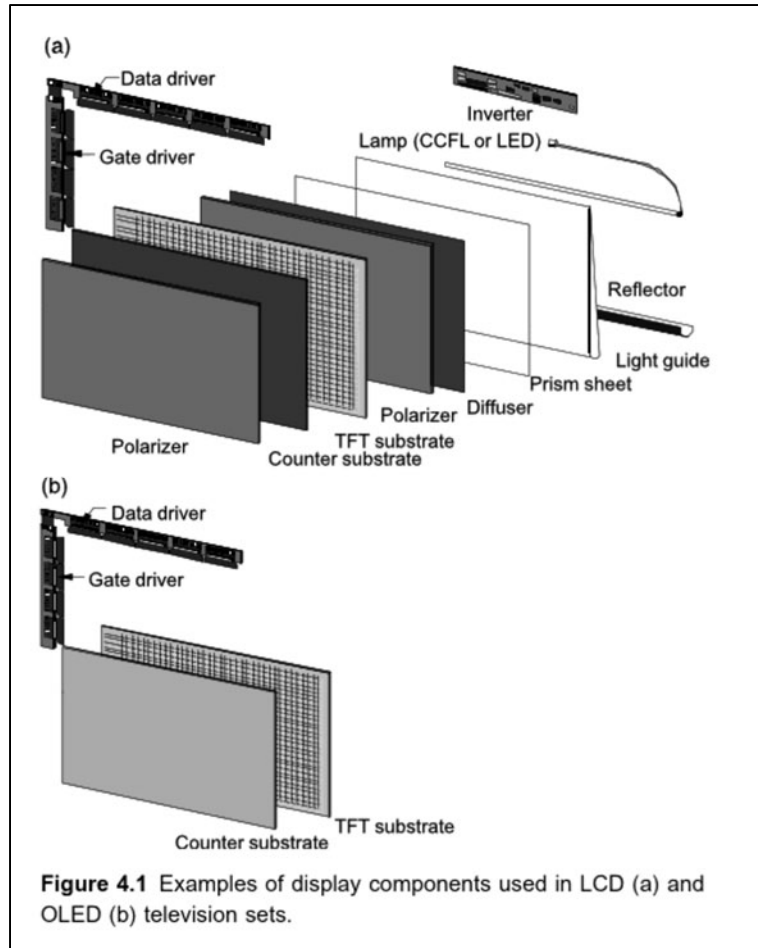 (a)
Data driver
Inverter
Gate driver
Lamp (CCFL or LED)
Reflector
Light guide
Prism sheet
Diffuser
Polarizer
TFT substrate
Counter substrate
Polarizer
(b)
Data driver
Gate driver
TFT substrate
Counter substrate
Figure 4.1 Examples of display components used in LCD (a) and
OLED (b) television sets.